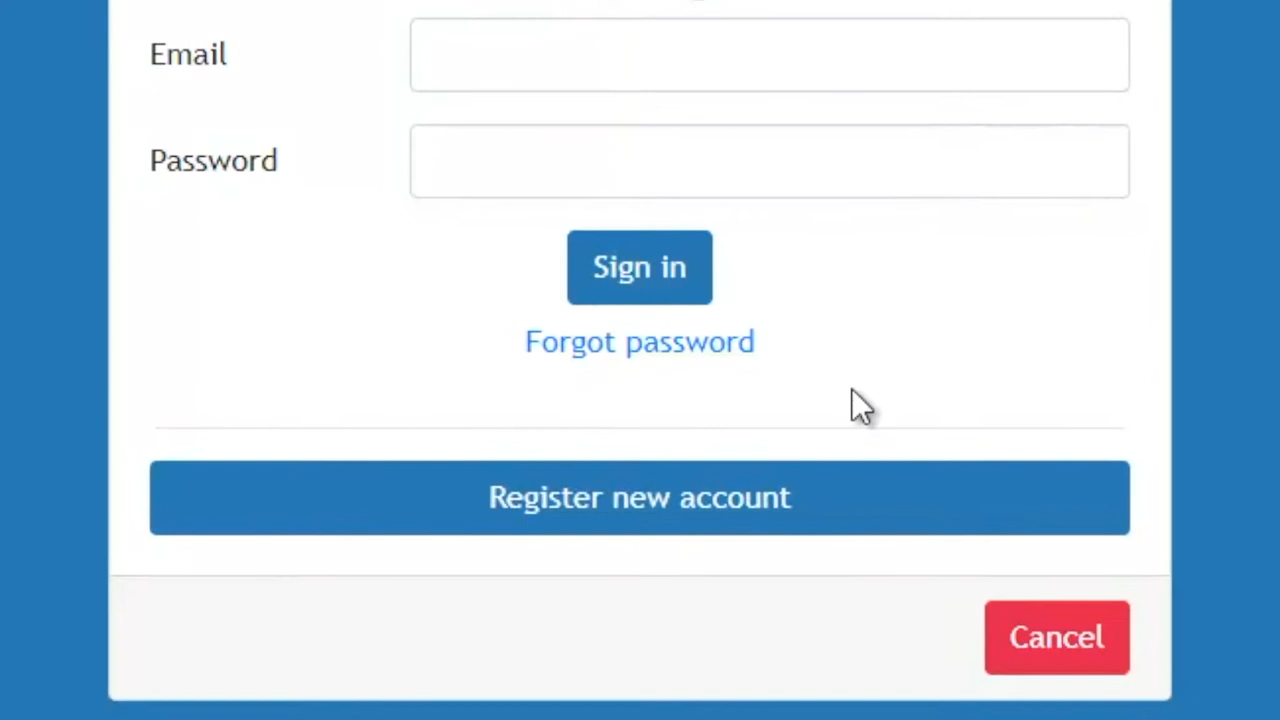 Email
Password
Sign in
Forgot password
Register new account
Cancel